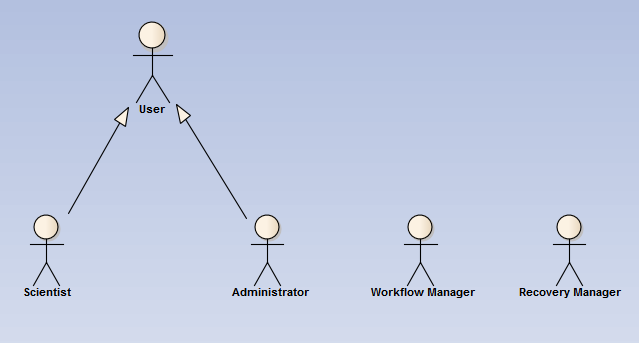 User
Scientist
Administrator
Workflow Manager
Recovery Manager